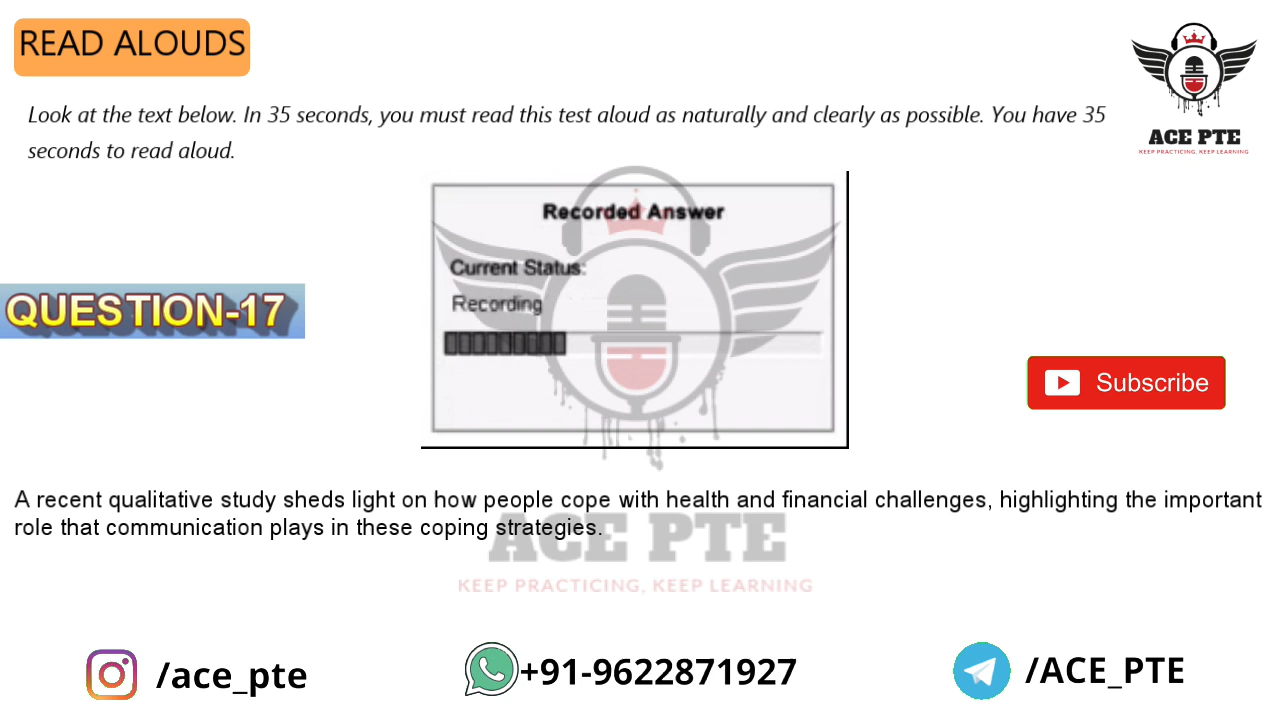 READ ALOUDS
Look at the text below. In 35 seconds, you must read this test aloud as naturally and clearly as possible. You have 35
seconds to read aloud.
ACE PTE
KEEP PRACTICING, KEEP LEARNING
Recorded Answer
Current Status:
Recording
QUESTION-17
Subscribe
A recent qualitative study sheds light on how people cope with health and financial challenges, highlighting the important
role that communication plays in these coping strategies.
ACE PTE
KEEP PRACTICING, KEEP LEARNING
/ace_pte
+91-9622871927
/ACE_PTE